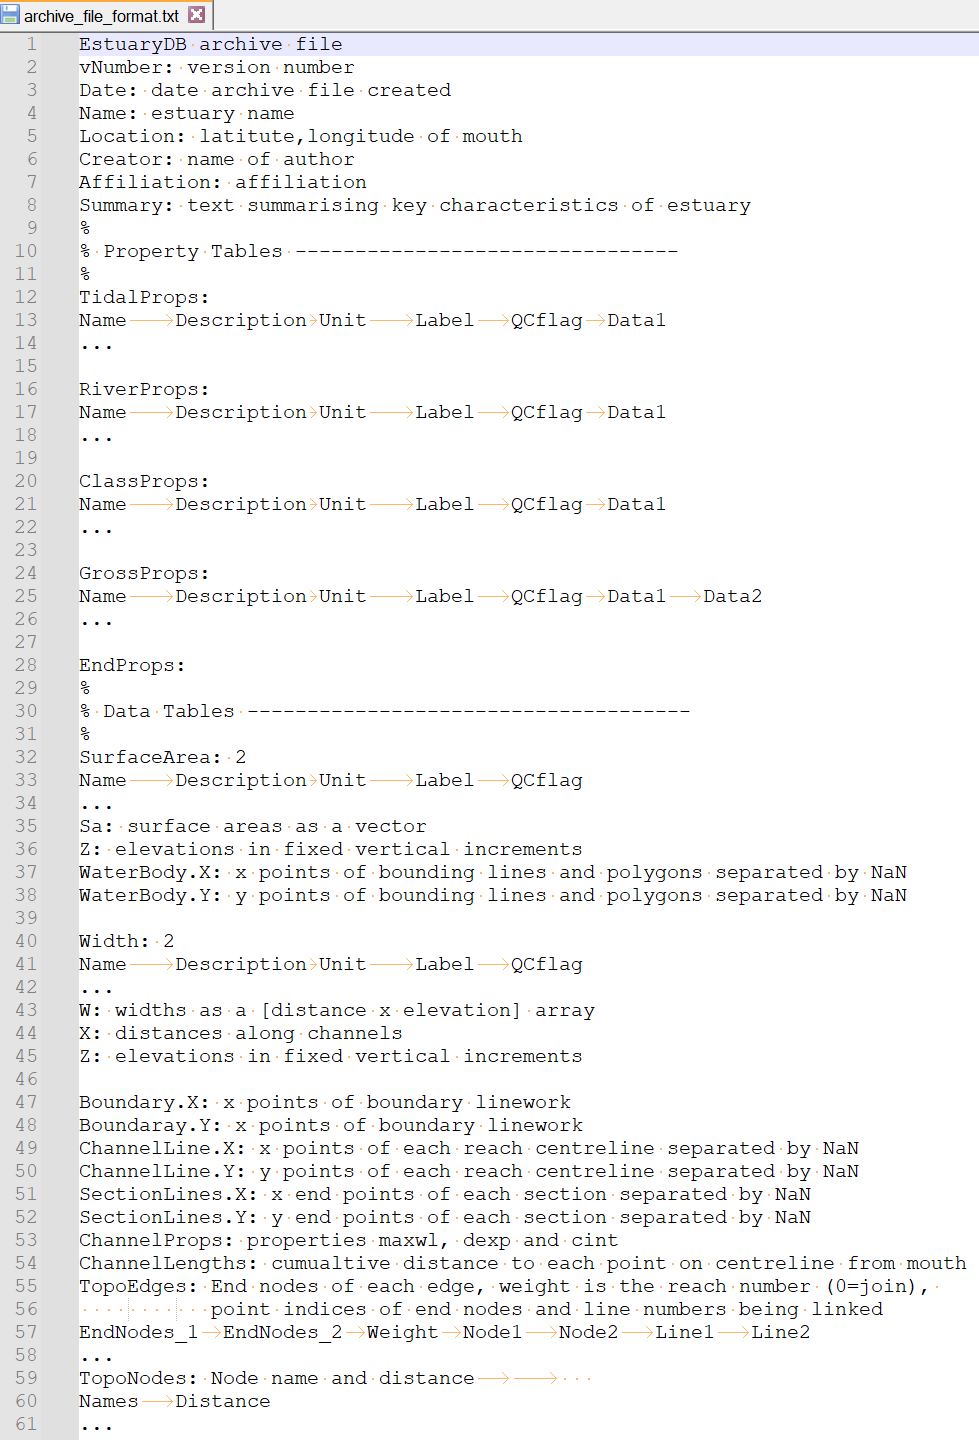 archive_file_format.txt
1 EstuaryDB archive file
2 vNumber: version number
3 Date: date archive file created
4 Name: estuary name
5 Location: latitute,longitude of mouth
6 Creator: name of author
7 Affiliation: affiliation
8 Summary: text summarising key characteristics of estuary
9 %
10 % Property Tables --------------------------------
11 %
12 TidalProps:
13 Name Description Unit Label QCflag Data1
14 ...
15
16 RiverProps:
17 Name Description Unit Label QCflag Data1
18 ...
19
20 ClassProps:
21 Name Description Unit Label QCflag Data1
22 ...
23
24 GrossProps:
25 Name Description Unit Label QCflag Data1 Data2
26 ...
27
28 EndProps:
29 %
30 % Data Tables -------------------------------------
31 %
32 SurfaceArea: 2
33 Name Description Unit Label QCflag
34 ...
35 Sa: surface areas as a vector
36 Z: elevations in fixed vertical increments
37 WaterBody.X: x points of bounding lines and polygons separated by NaN
38 WaterBody.Y: y points of bounding lines and polygons separated by NaN
39
40 Width: 2
41 Name Description Unit Label QCflag
42 ...
43 W: widths as a [distance x elevation] array
44 X: distances along channels
45 Z: elevations in fixed vertical increments
46
47 Boundary.X: x points of boundary linework
48 Boundaray.Y: x points of boundary linework
49 ChannelLine.X: x points of each reach centreline separated by NaN
50 ChannelLine.Y: y points of each reach centreline separated by NaN
51 SectionLines.X: x end points of each section separated by NaN
52 SectionLines.Y: y end points of each section separated by NaN
53 ChannelProps: properties maxwl, dexp and cint
54 ChannelLengths: cumualtive distance to each point on centreline from mouth
55 TopoEdges: End nodes of each edge, weight is the reach number (0=join),
56 point indices of end nodes and line numbers being linked
57 EndNodes_1 EndNodes_2 Weight Node1 Node2 Line1 Line2
58 ...
59 TopoNodes: Node name and distance
60 Names Distance
61 ...